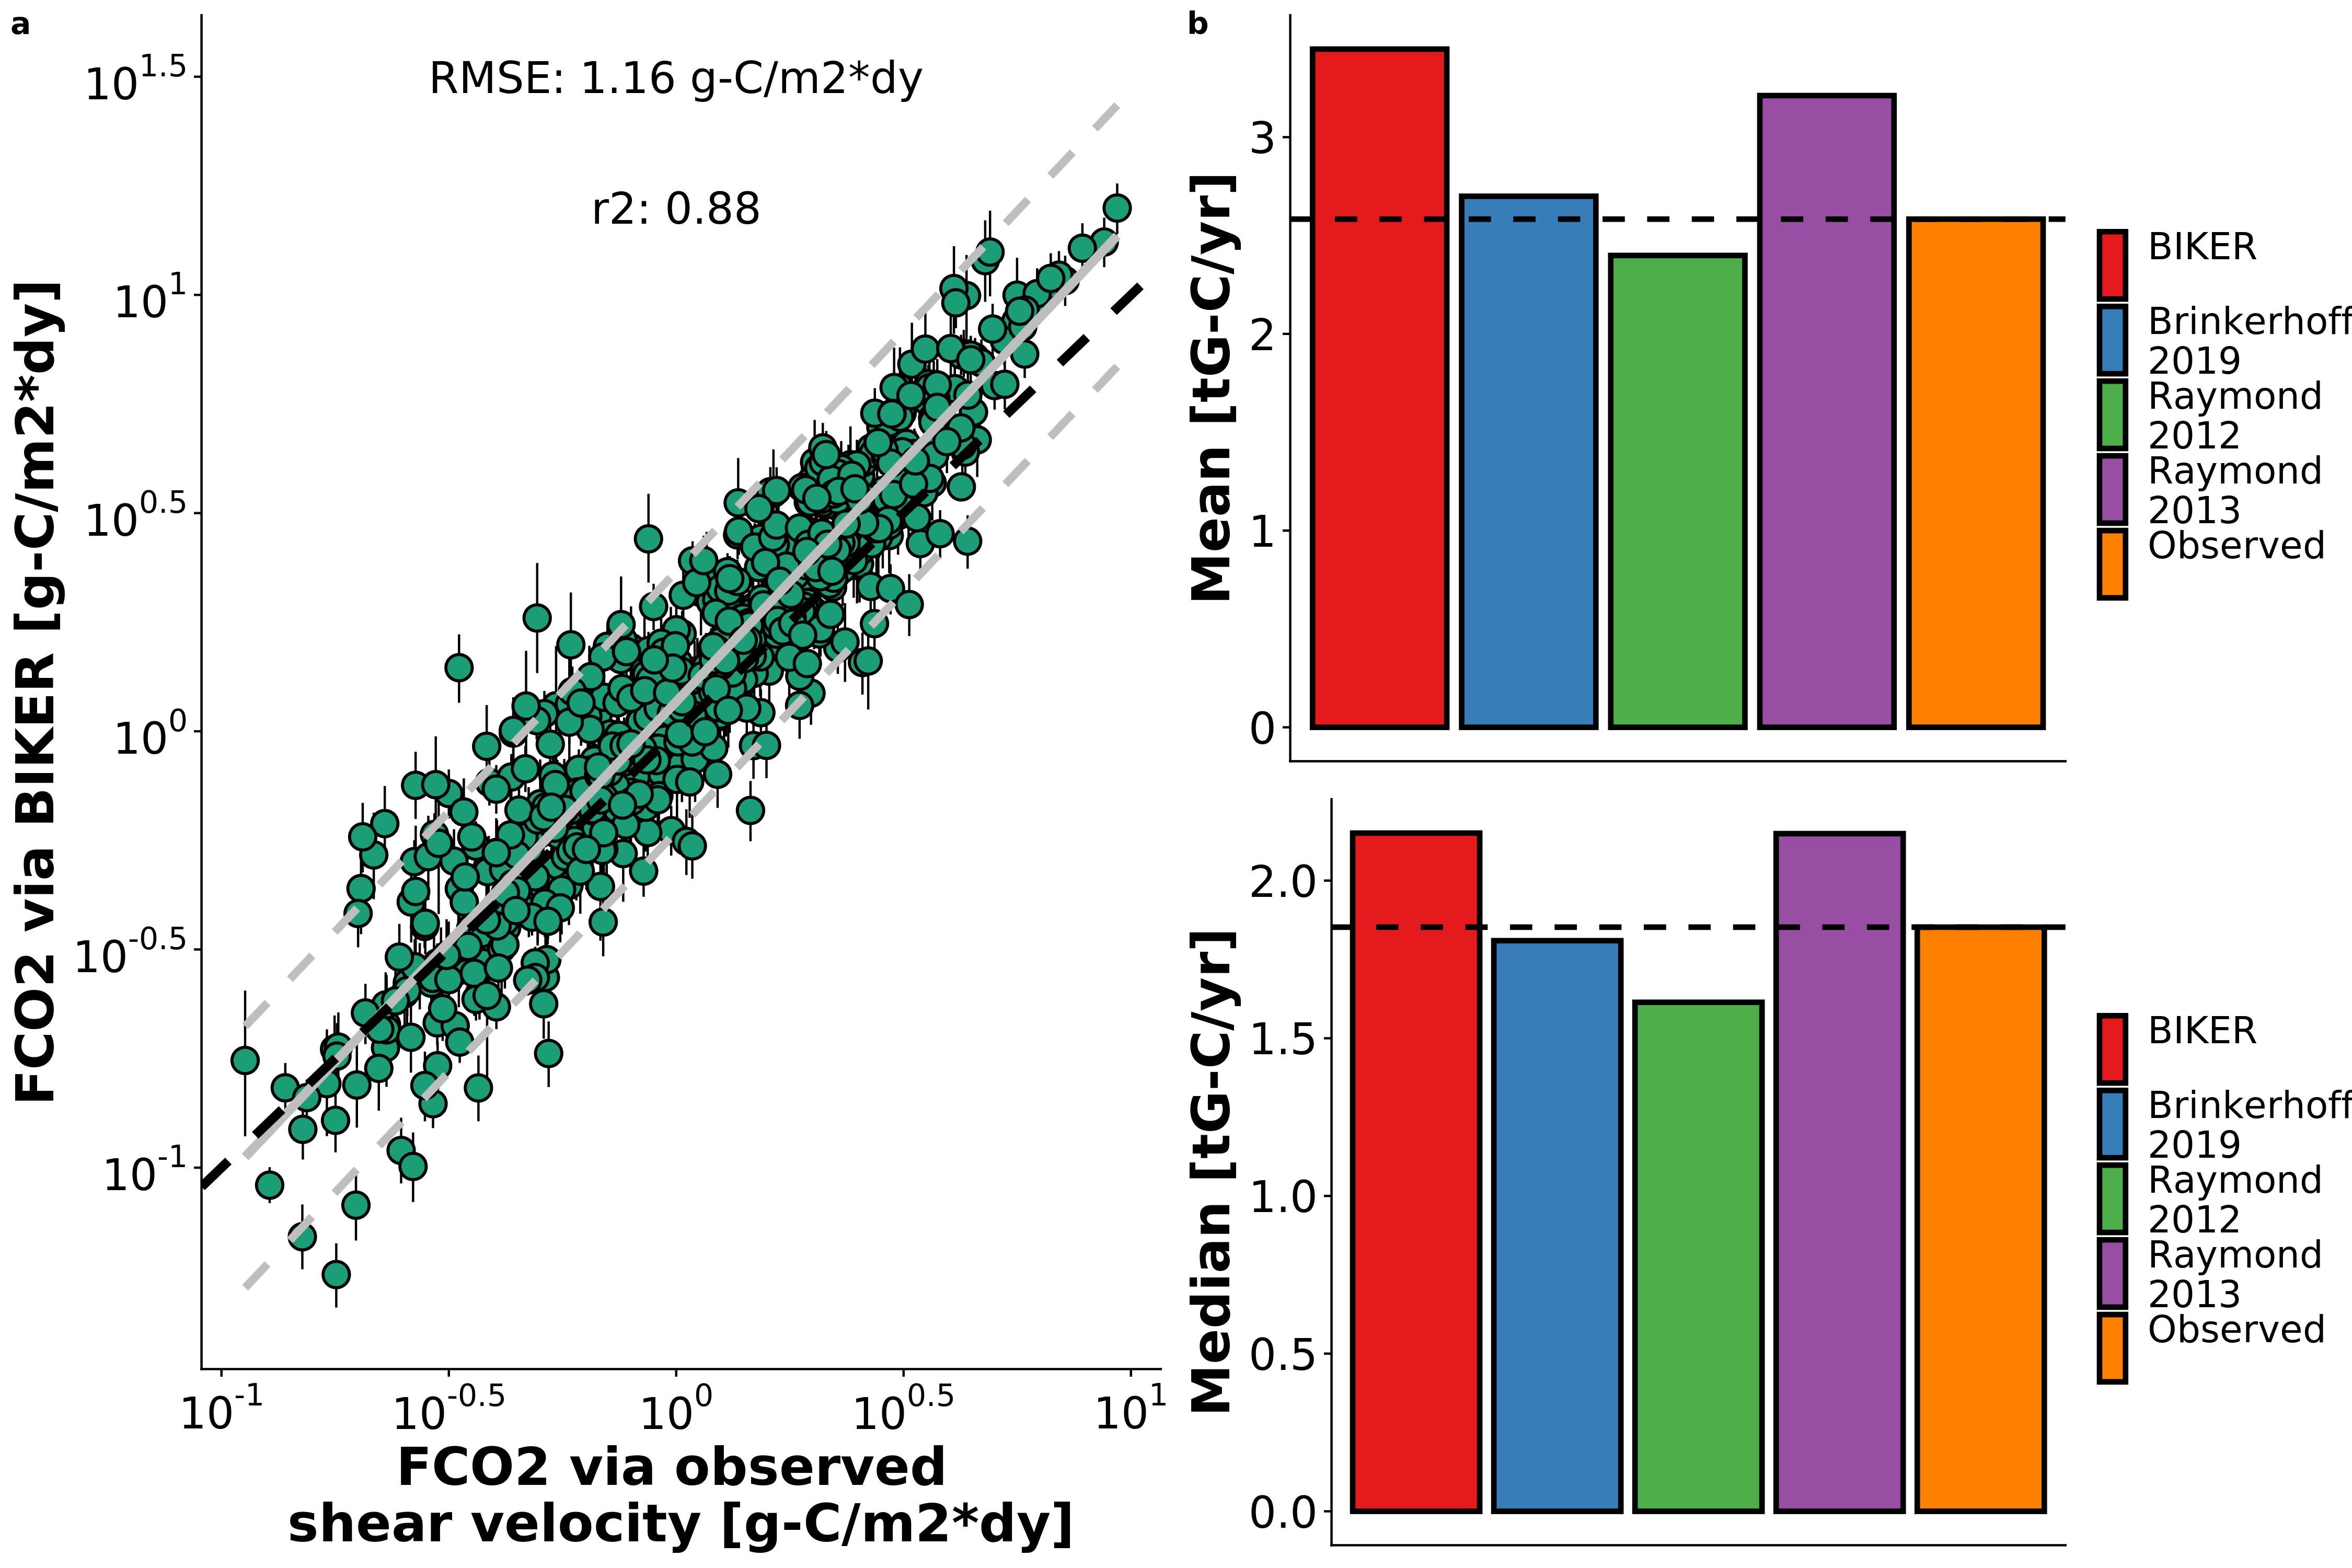 a
RMSE: 1.16 g-C/m2*dy
r2: 0.88
FCO2 via BIKER [g-C/m2*dy]
10^1.5
10^1
10^0.5
10^0
10^-0.5
10^-1
10^-1 10^-0.5 10^0 10^0.5 10^1
FCO2 via observed
shear velocity [g-C/m2*dy]
b
Mean [tG-C/yr]
3
2
1
0
BIKER
Brinkerhoff
2019
Raymond
2012
Raymond
2013
Observed
Median [tG-C/yr]
2.0
1.5
1.0
0.5
0.0
BIKER
Brinkerhoff
2019
Raymond
2012
Raymond
2013
Observed